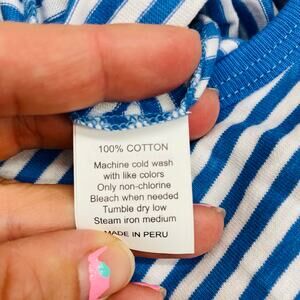 100% COTTON
Machine cold wash
with like colors
Only non-chlorine
Bleach when needed
Tumble dry low
Steam iron medium
MADE IN PERU